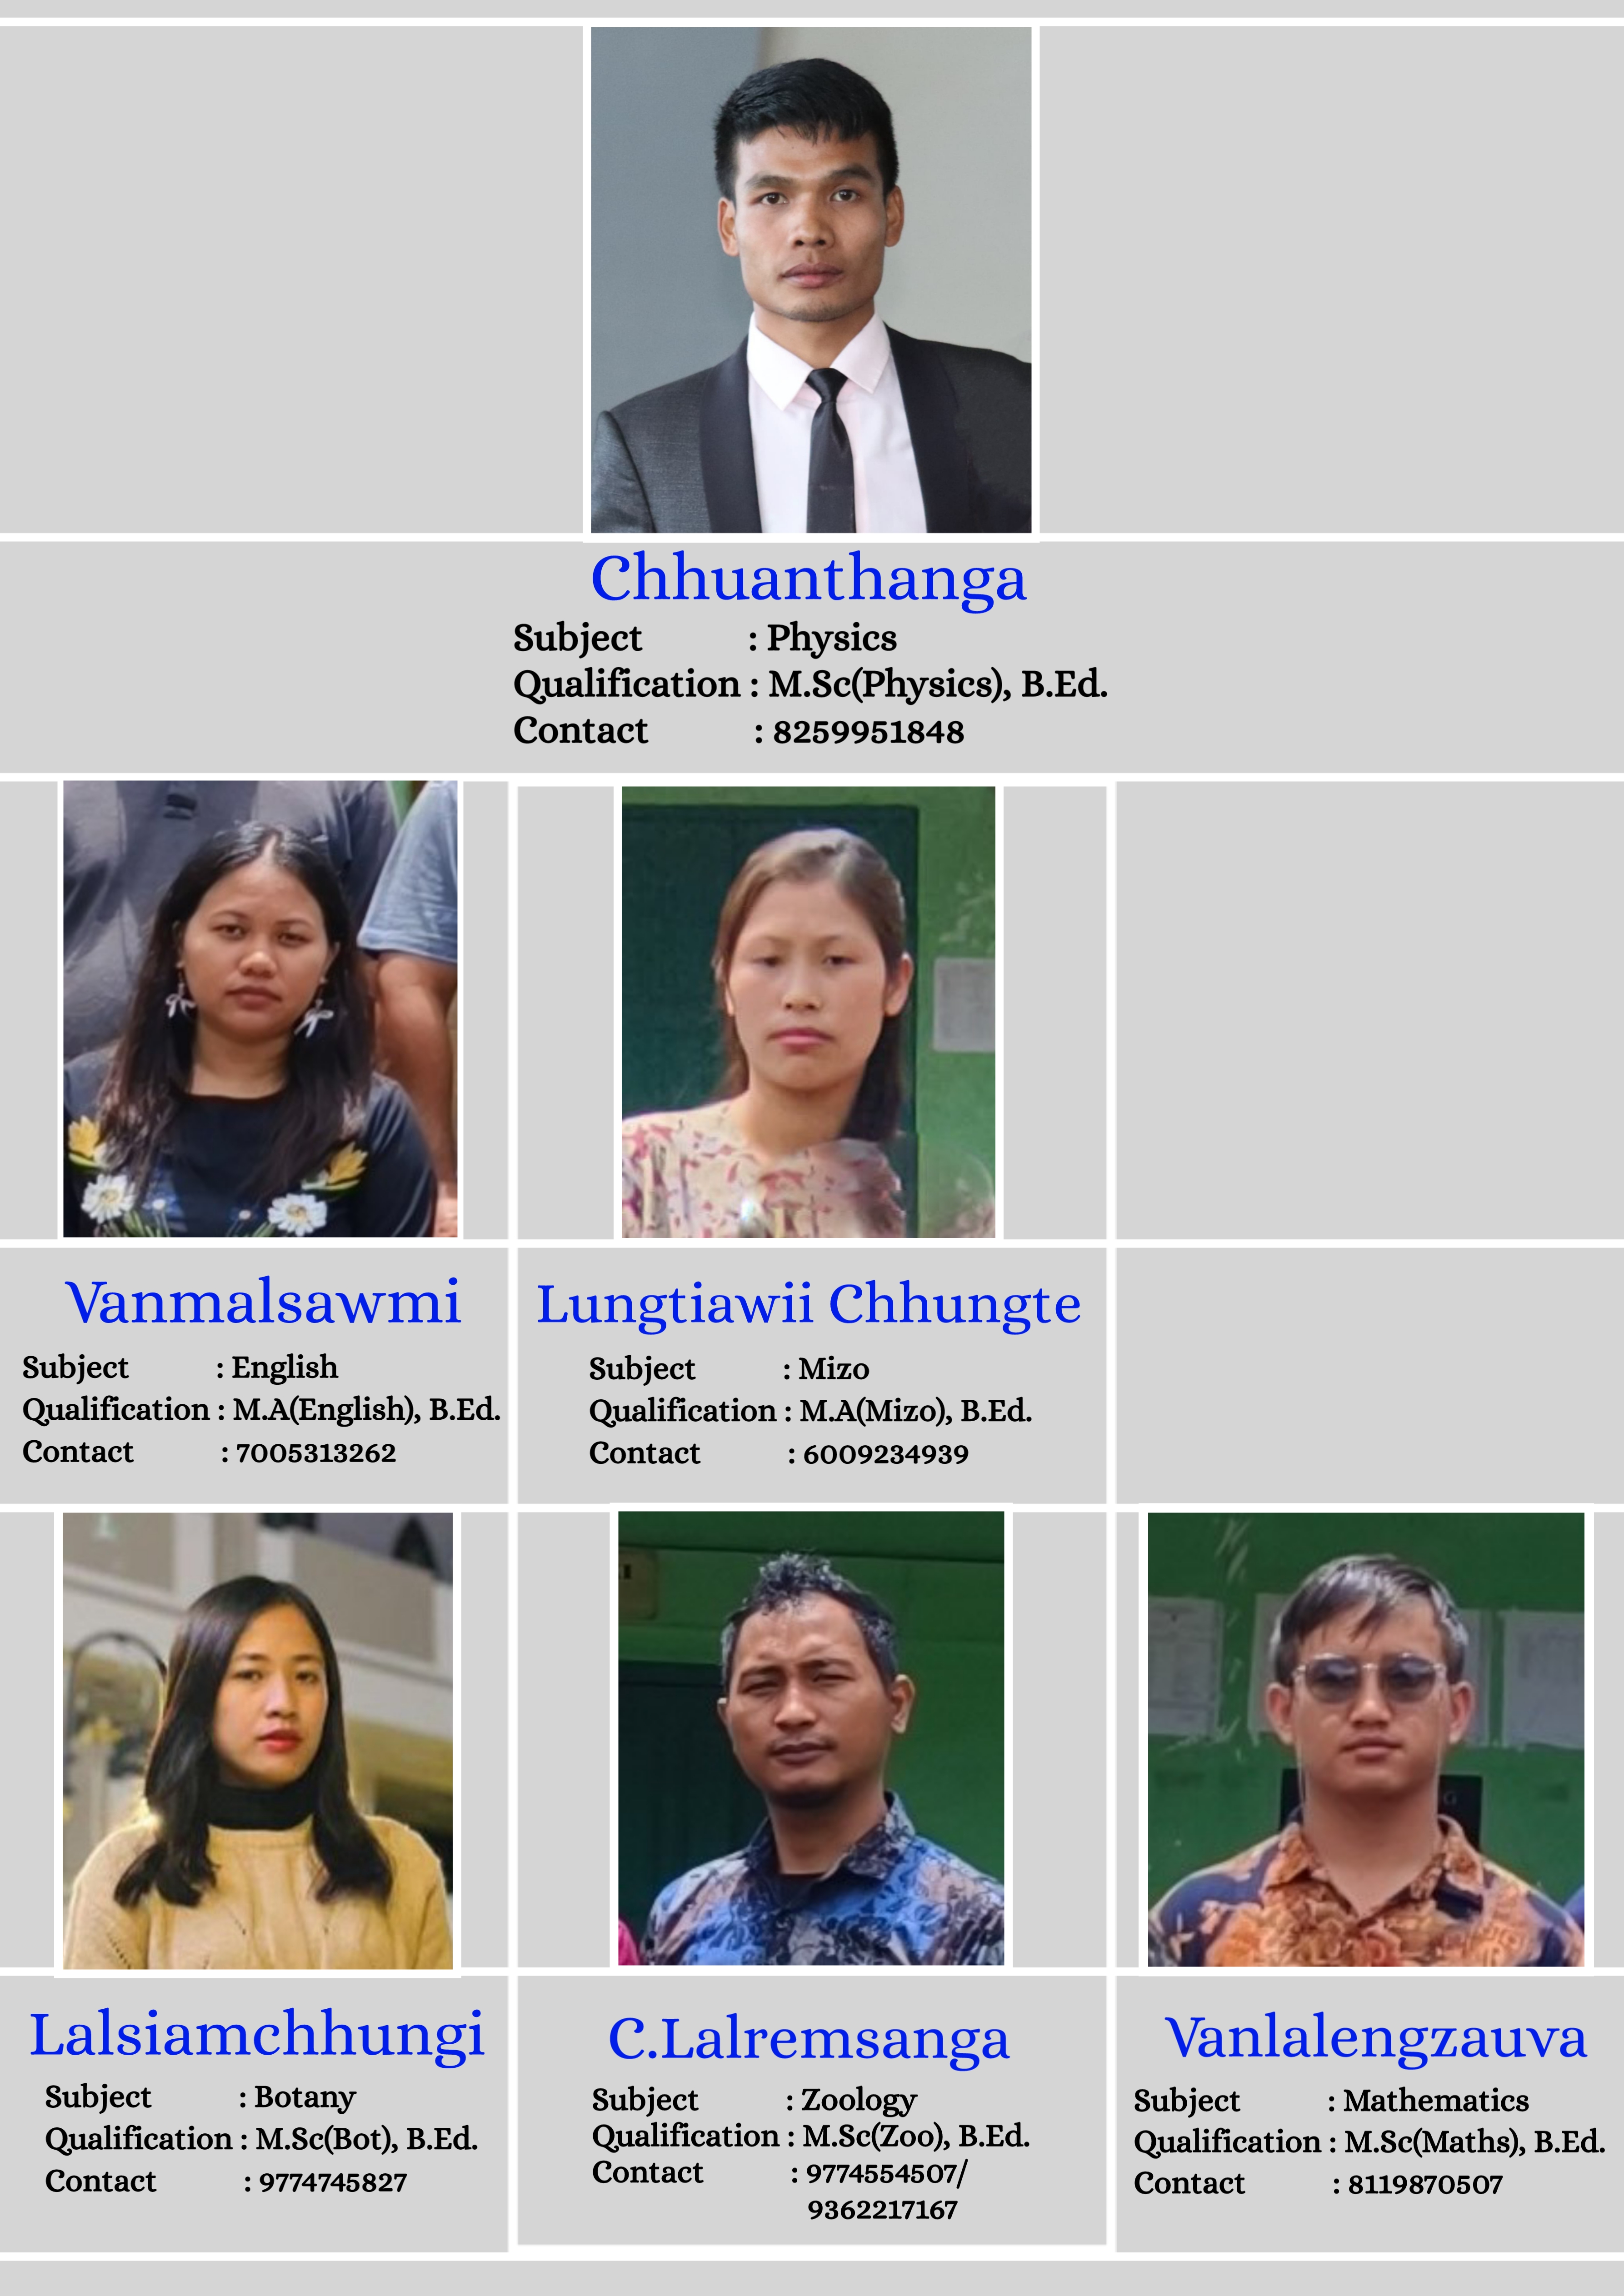 Chhuanthanga
Subject : Physics
Qualification : M.Sc(Physics), B.Ed.
Contact : 8259951848
Vanmalsawmi
Subject : English
Qualification : M.A(English), B.Ed.
Contact : 7005313262
Lungtiawii Chhungte
Subject : Mizo
Qualification : M.A(Mizo), B.Ed.
Contact : 6009234939
Lalsiamchhungi
Subject : Botany
Qualification : M.Sc(Bot), B.Ed.
Contact : 9774745827
C.Lalremsanga
Subject : Zoology
Qualification : M.Sc(Zoo), B.Ed.
Contact : 9774554507/
9362217167
Vanlalengzauva
Subject : Mathematics
Qualification : M.Sc(Maths), B.Ed.
Contact : 8119870507